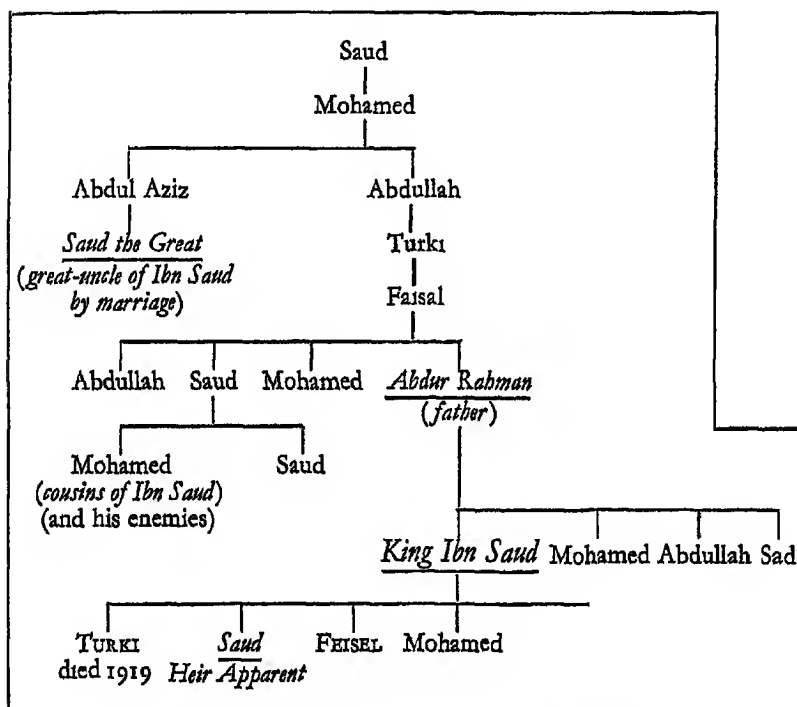 Saud
Mohamed
Abdul Aziz Abdullah
Saud the Great Turki
(great-uncle of Ibn Saud
by marriage) Faisal
Abdullah Saud Mohamed Abdur Rahman
(father)
Mohamed Saud
(cousins of Ibn Saud)
(and his enemies)
King Ibn Saud Mohamed Abdullah Sad
TURKI Saud FEISEL Mohamed
died 1919 Heir Apparent